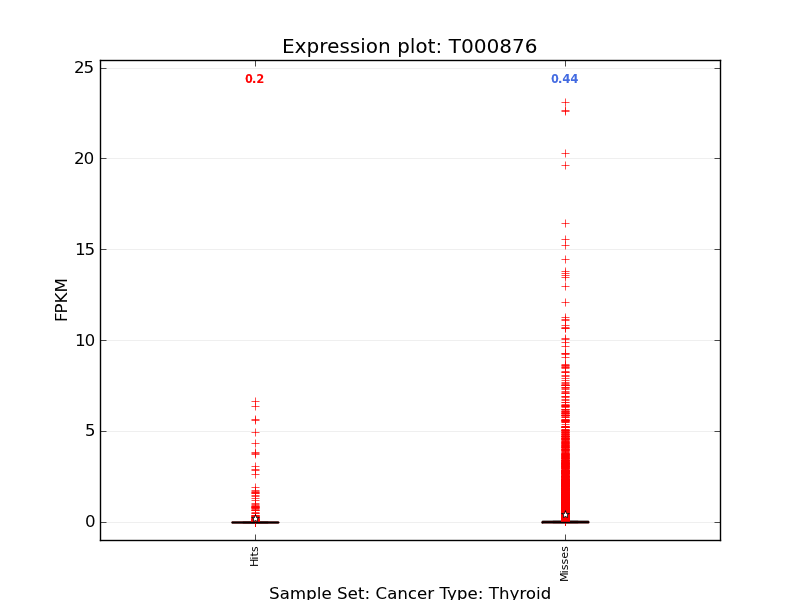 Expression plot: T000876
0.2
0.44
25
20
15
10
5
0
FPKM
Hits
Misses
Sample Set: Cancer Type: Thyroid